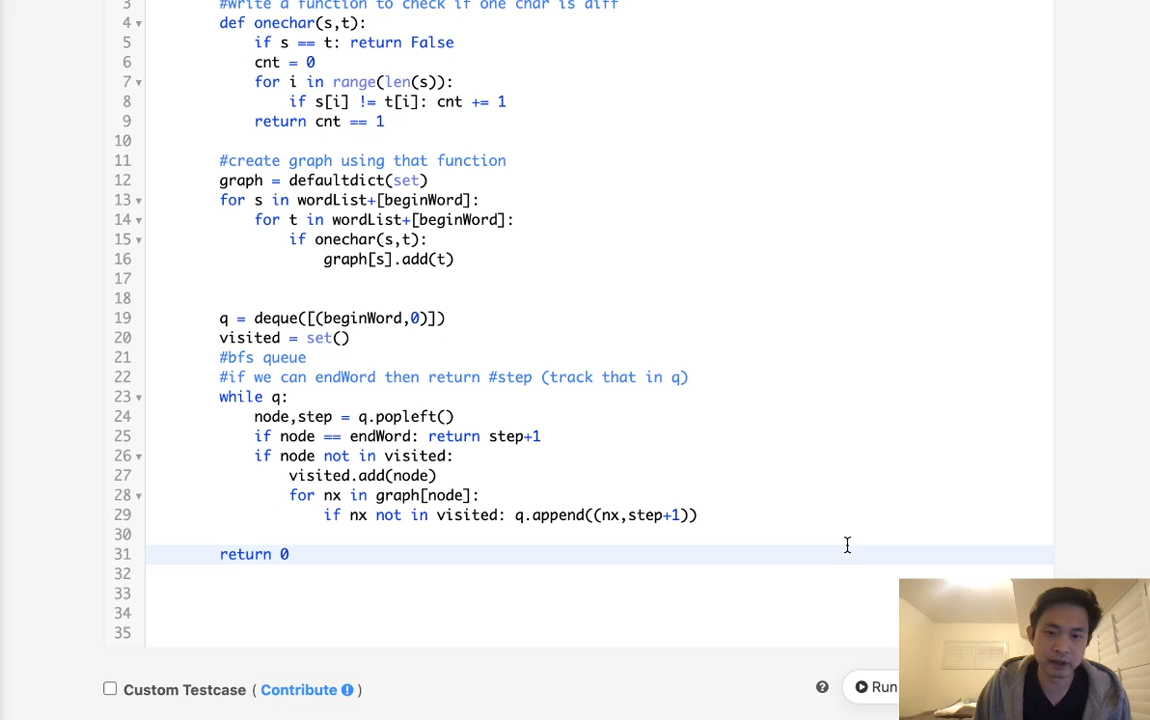 3 #write a function to check if one char is diff
4 def onechar(s,t):
5 if s == t: return False
6 cnt = 0
7 for i in range(len(s)):
8 if s[i] != t[i]: cnt += 1
9 return cnt == 1
10
11 #create graph using that function
12 graph = defaultdict(set)
13 for s in wordList+[beginWord]:
14 for t in wordList+[beginWord]:
15 if onechar(s,t):
16 graph[s].add(t)
17
18
19 q = deque([(beginWord,0)])
20 visited = set()
21 #bfs queue
22 #if we can endWord then return #step (track that in q)
23 while q:
24 node,step = q.popleft()
25 if node == endWord: return step+1
26 if node not in visited:
27 visited.add(node)
28 for nx in graph[node]:
29 if nx not in visited: q.append((nx,step+1))
30
31 return 0
32
33
34
35
Custom Testcase ( Contribute )
? Run